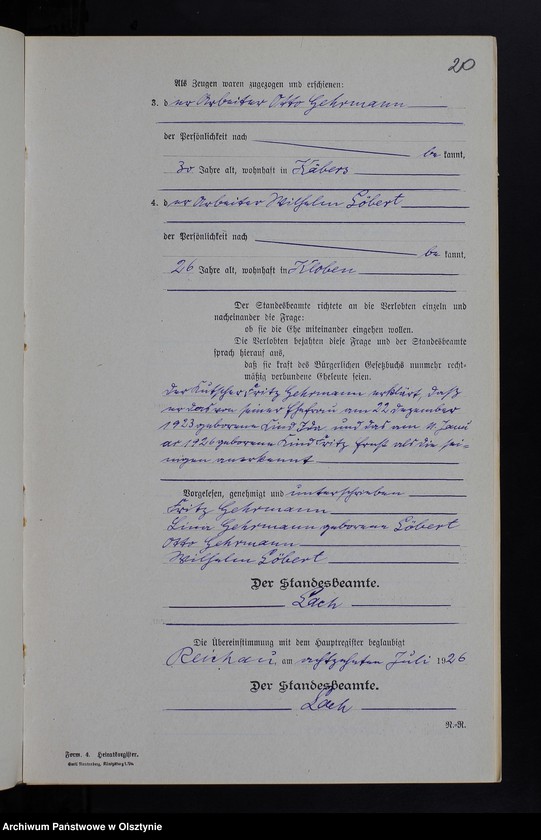 20
Als Zeugen waren zugezogen und erschienen:
3. der Arbeiter Otto Gehrmann
der Persönlichkeit nach
bekannt,
30 Jahre alt, wohnhaft in Käbers
4. der Arbeiter Wilhelm Löbert
der Persönlichkeit nach
bekannt,
26 Jahre alt, wohnhaft in Kloben
Der Standesbeamte richtete an die Verlobten einzeln und
nacheinander die Frage:
ob sie die Ehe miteinander eingehen wollen.
Die Verlobten bejahten diese Frage und der Standesbeamte
sprach hierauf aus,
daß sie kraft des Bürgerlichen Gesetzbuchs nunmehr recht-
mäßig verbundene Eheleute seien.
Der Kutscher Fritz Gehrmann erklärt, daß
er das von seiner Ehefrau am 22 Dezember
1923 geborene Kind Ida und das am 4. Janu
ar 1926 geborene Kind Fritz Ernst als die sei-
nigen anerkennt
Vorgelesen, genehmigt und unterschrieben
Fritz Gehrmann
Lina Gehrmann geborene Löbert
Otto Gehrmann
Wilhelm Löbert
Der Standesbeamte.
Lach
Die Übereinstimmung mit dem Hauptregister beglaubigt
Reichau, am achtzehnten Juli 1926
Der Standesbeamte.
Lach
R.-R.
Form. 4. Heiratsregister.
Archiwum Państwowe w Olsztynie